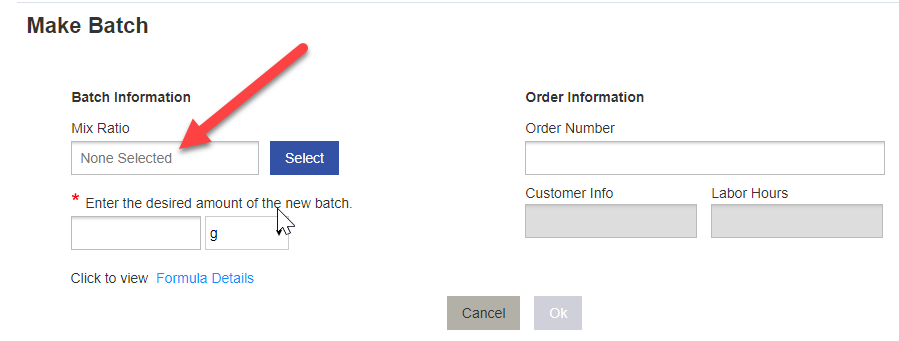 Make Batch
Batch Information
Mix Ratio
None Selected
Select
* Enter the desired amount of the new batch.
g
Click to view Formula Details
Order Information
Order Number
Customer Info
Labor Hours
Cancel
Ok